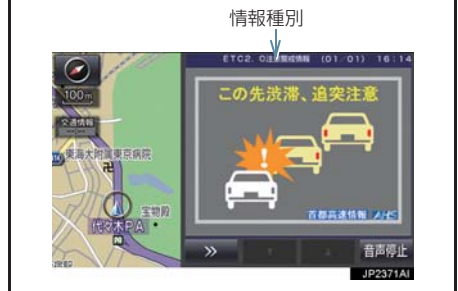 情報種別
ETC2.0注意警戒情報 (01/01) 16:14
100m
この先渋滞、追突注意
交通情報
東海大附属東京病院
宝物殿
代々木PA
首都高速情報 AHS
音声停止
JP2371AI